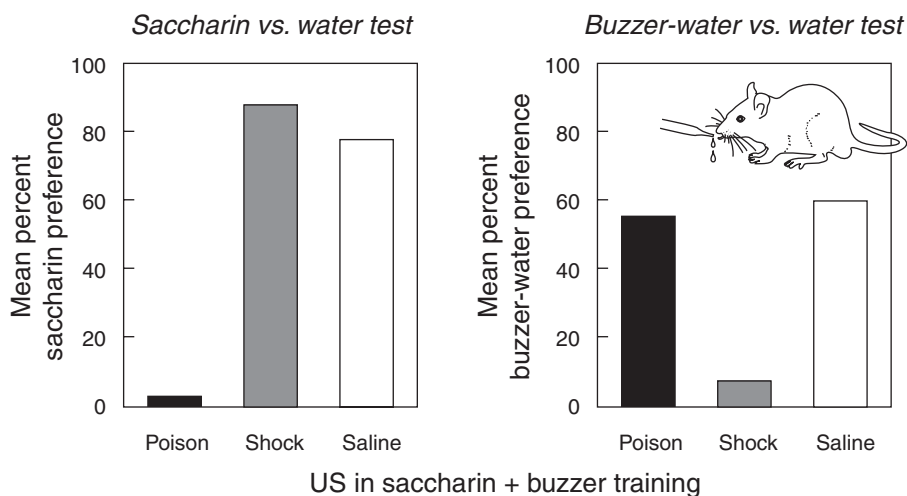 Saccharin vs. water test
Mean percent
saccharin preference
100
80
60
40
20
0
Poison Shock Saline
Buzzer-water vs. water test
Mean percent
buzzer-water preference
100
80
60
40
20
0
Poison Shock Saline
US in saccharin + buzzer training